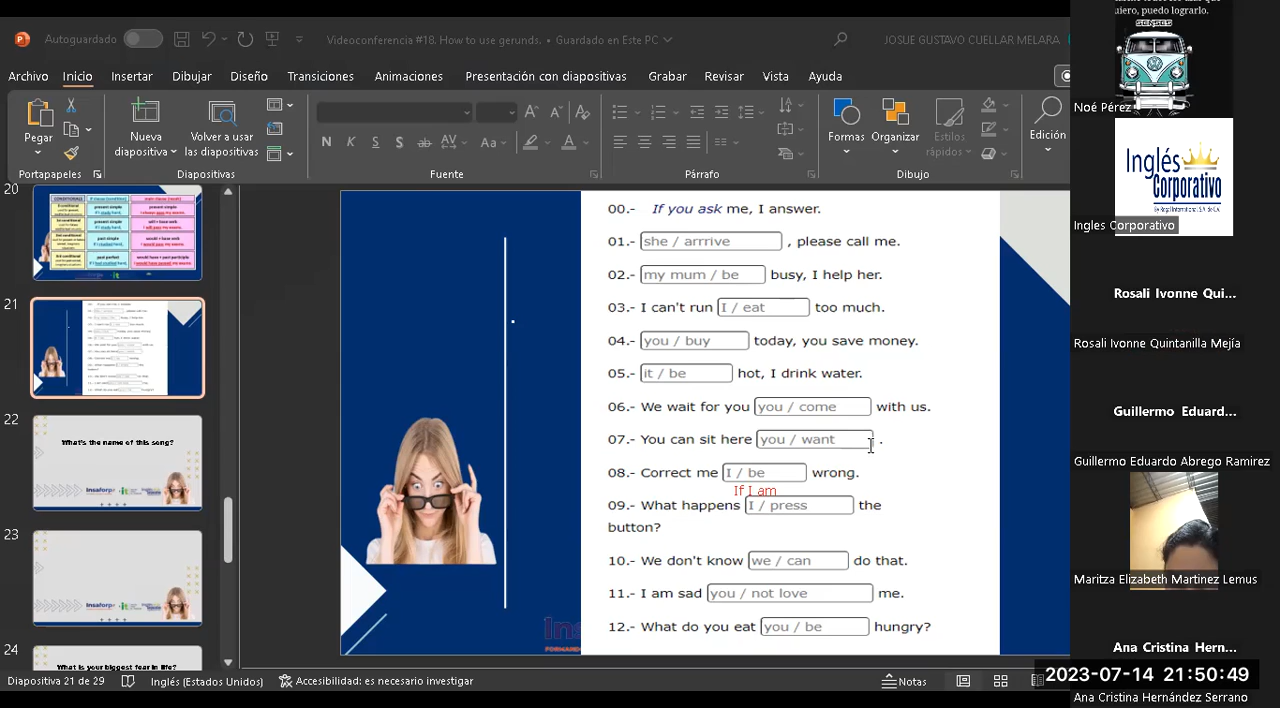 uiero, puedo lograrlo.
SENSES
Autoguardado
Videoconferencia #18 how to use gerunds. • Guardado en Este PC
JOSUE GUSTAVO CUELLAR MELARA
Archivo Inicio Insertar Dibujar Diseño Transiciones Animaciones Presentación con diapositivas Grabar Revisar Vista Ayuda
Pegar
Nueva diapositiva
Volver a usar las diapositivas
N K S S ab AV Aa A
Formas Organizar Estilos rápidos Edición
Portapapeles Diapositivas Fuente Párrafo Dibujo
Noé Pérez
Inglés Corporativo
Ingles Corporativo
20
21
22
What's the name of this song?
23
24
What is your biggest fear in life?
00.- If you ask me, I answer.
01.- she / arrrive , please call me.
02.- my mum / be busy, I help her.
03.- I can't run I / eat too much.
04.- you / buy today, you save money.
05.- it / be hot, I drink water.
06.- We wait for you you / come with us.
07.- You can sit here you / want .
08.- Correct me I / be wrong.
If I am
09.- What happens I / press the
button?
10.- We don't know we / can do that.
11.- I am sad you / not love me.
12.- What do you eat you / be hungry?
Rosali Ivonne Qui...
Rosali Ivonne Quintanilla Mejía
Guillermo Eduard...
Guillermo Eduardo Abrego Ramirez
Maritza Elizabeth Martinez Lemus
Ana Cristina Hern...
2023-07-14 21:50:49
Ana Cristina Hernández Serrano
Diapositiva 21 de 29 Inglés (Estados Unidos) Accesibilidad: es necesario investigar Notas